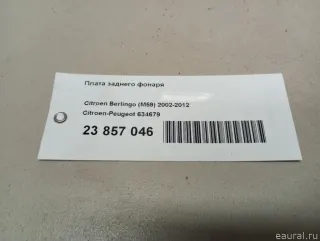 Плата заднего фонаря
Citroen Berlingo (M59) 2002-2012
Citroen-Peugeot 634679
23 857 046
eaural.ru